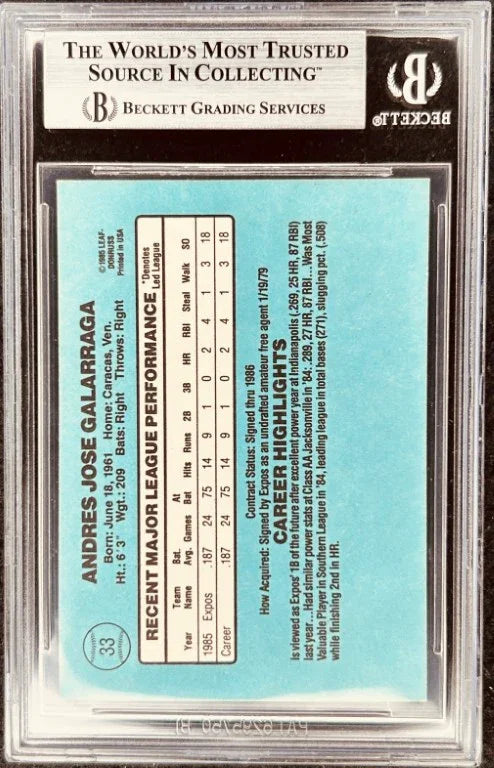 THE WORLD'S MOST TRUSTED
SOURCE IN COLLECTING™
B BECKETT GRADING SERVICES
B
BECKETT®
33
ANDRES JOSE GALARRAGA
Born: June 18, 1961 Home: Caracas, Ven.
Ht.: 6'3" Wgt.: 209 Bats: Right Throws: Right
©1986 LEAF-
DONRUSS
Printed in USA
RECENT MAJOR LEAGUE PERFORMANCE
*Denotes
Led League
Year Team Name Bat. Avg. Games At Bat Hits Runs 2B 3B HR RBI Steal Walk SO
1985 Expos .187 24 75 14 9 1 0 2 4 1 3 18
Career .187 24 75 14 9 1 0 2 4 1 3 18
Contract Status: Signed thru 1986
How Acquired: Signed by Expos as an undrafted amateur free agent 1/19/79
CAREER HIGHLIGHTS
Is viewed as Expos' 1B of the future after excellent power year at Indianapolis (.269, 25 HR, 87 RBI)
last year...Had similar power stats at Class AA Jacksonville in '84: .289, 27 HR, 87 RBI...Was Most
Valuable Player in Southern League in '84, leading league in total bases (271), slugging pct. (.508)
while finishing 2nd in HR.